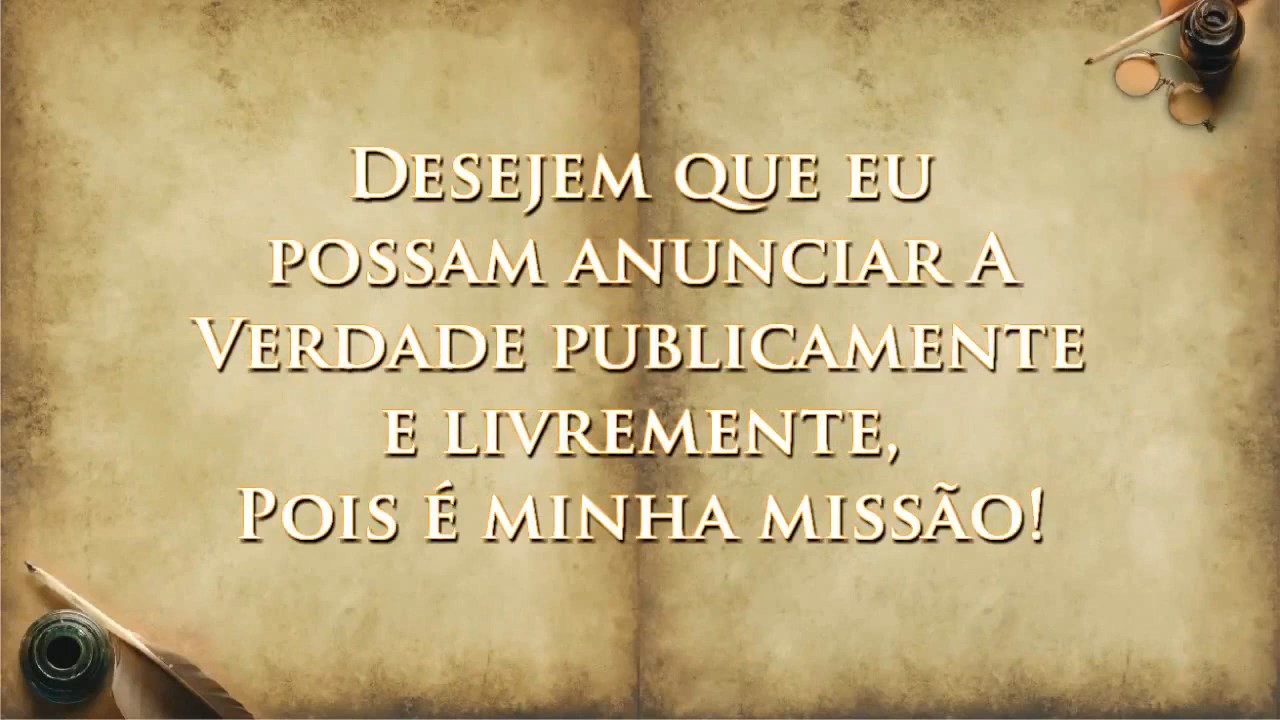 Desejem que eu
possam anunciar A
Verdade publicamente
e livremente,
Pois é minha missão!